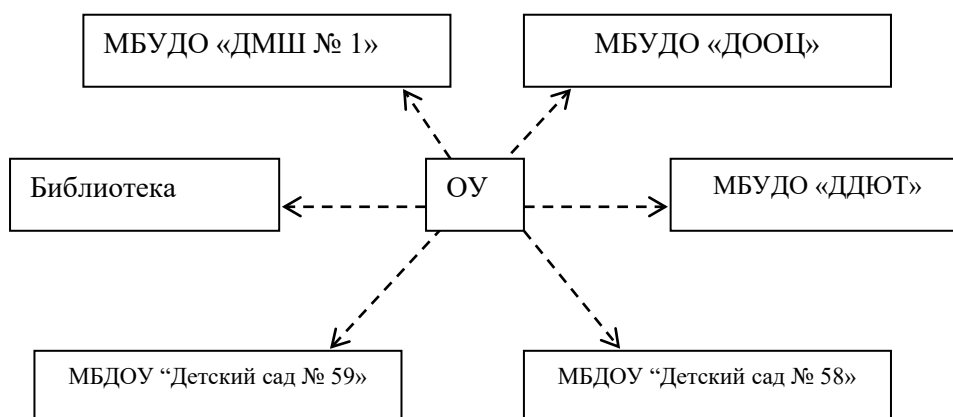 МБУДО «ДМШ № 1»
МБУДО «ДООЦ»
Библиотека
ОУ
МБУДО «ДДЮТ»
МБДОУ “Детский сад № 59»
МБДОУ “Детский сад № 58»